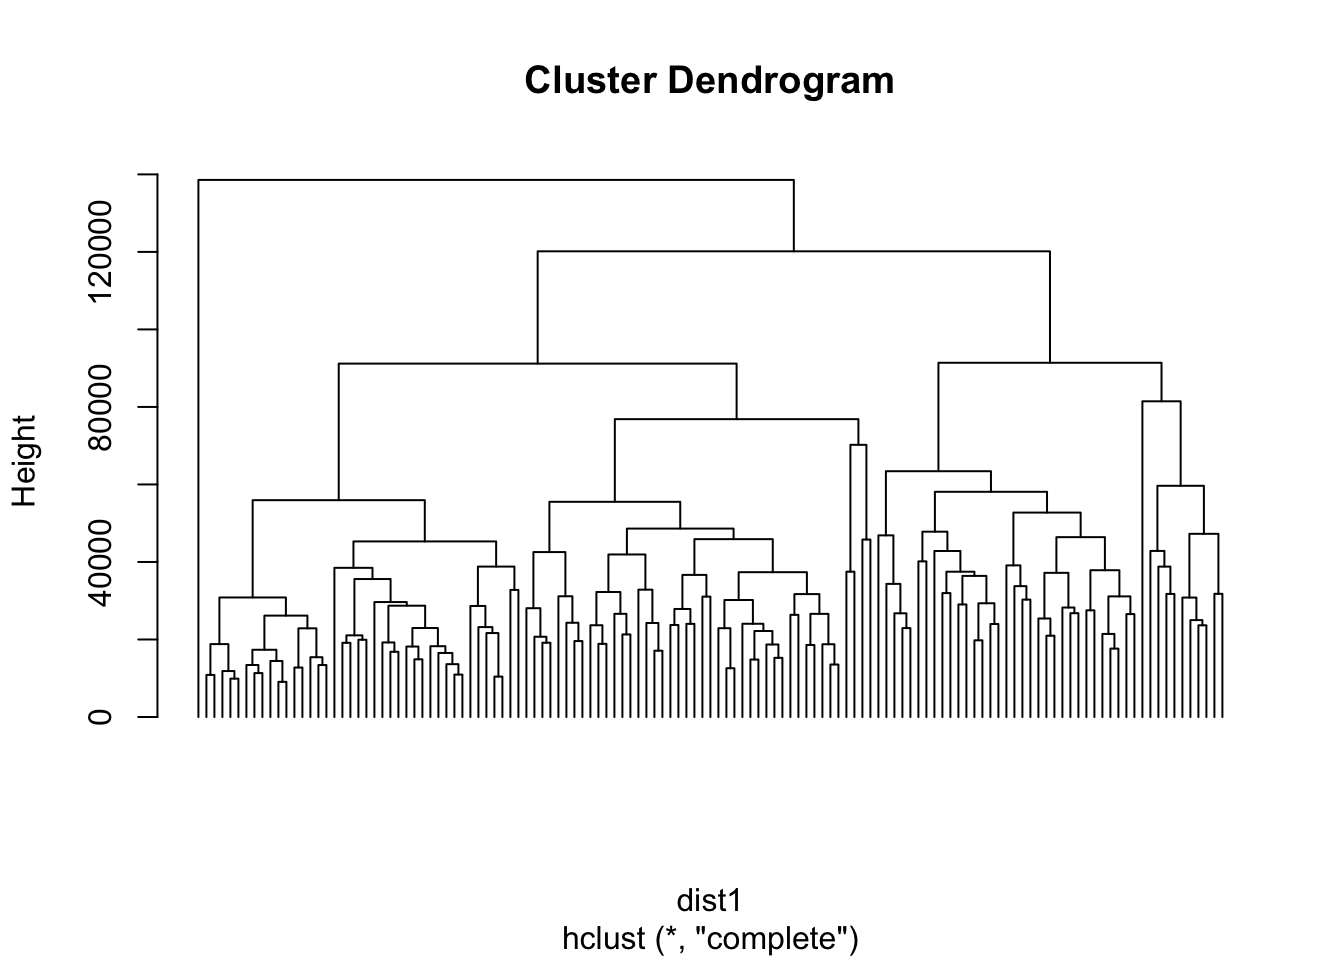 Cluster Dendrogram
Height
120000
80000
40000
0
dist1
hclust (*, "complete")